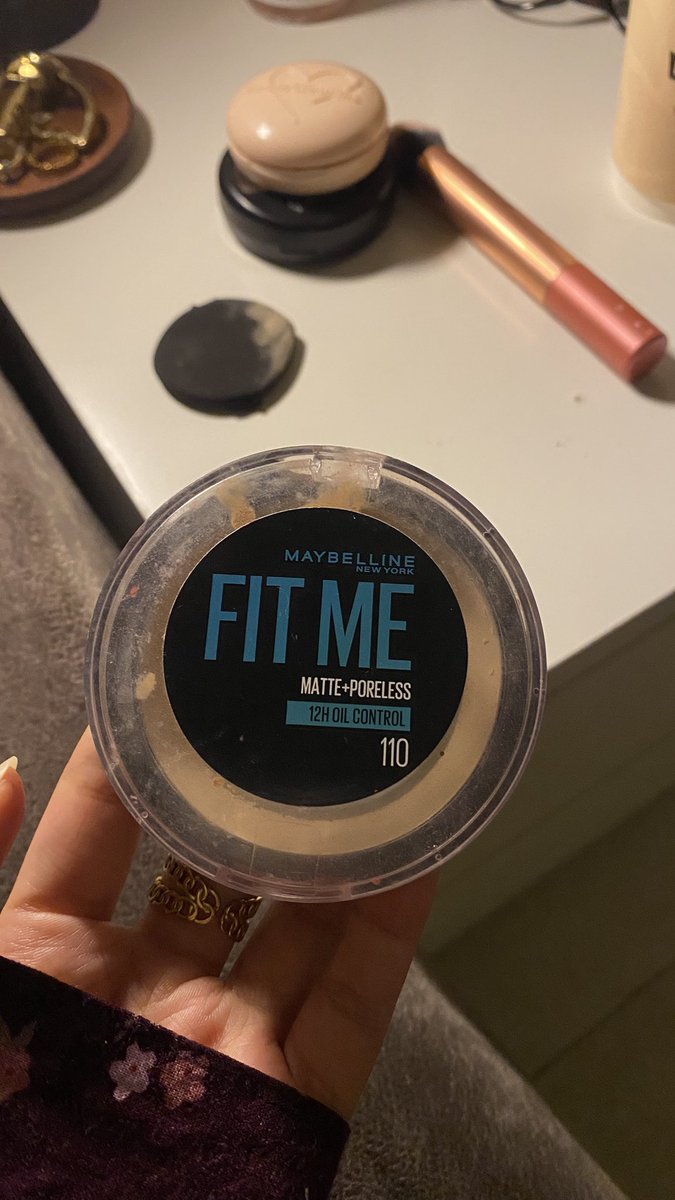 MAYBELLINE
NEW YORK
FIT ME
MATTE+PORELESS
12H OIL CONTROL
110